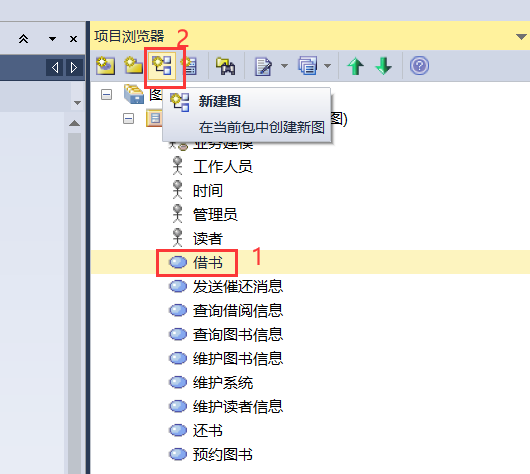 项目浏览器
2
图
新建图
在当前包中创建新图
图)
业务建模
工作人员
时间
管理员
读者
借书
1
发送催还消息
查询借阅信息
查询图书信息
维护图书信息
维护系统
维护读者信息
还书
预约图书